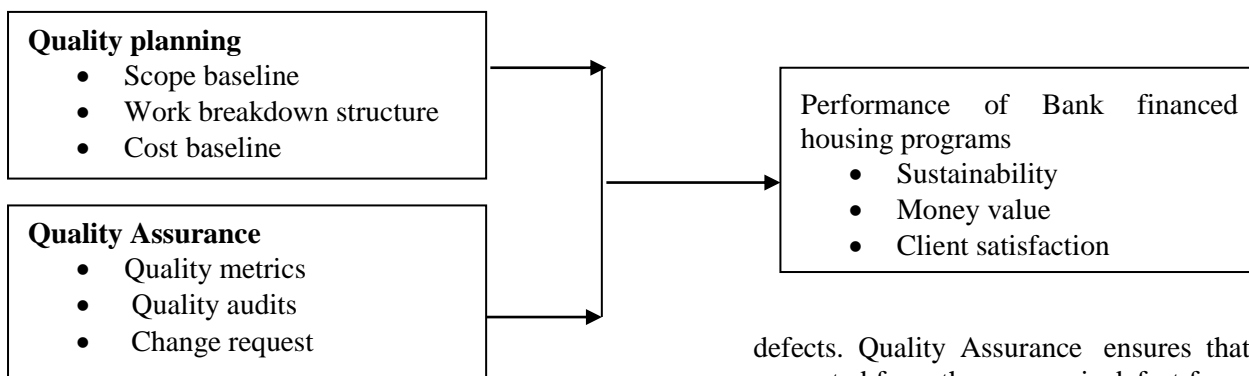 Quality planning
• Scope baseline
• Work breakdown structure
• Cost baseline
Quality Assurance
• Quality metrics
• Quality audits
• Change request
Performance of Bank financed
housing programs
• Sustainability
• Money value
• Client satisfaction
defects. Quality Assurance ensures that